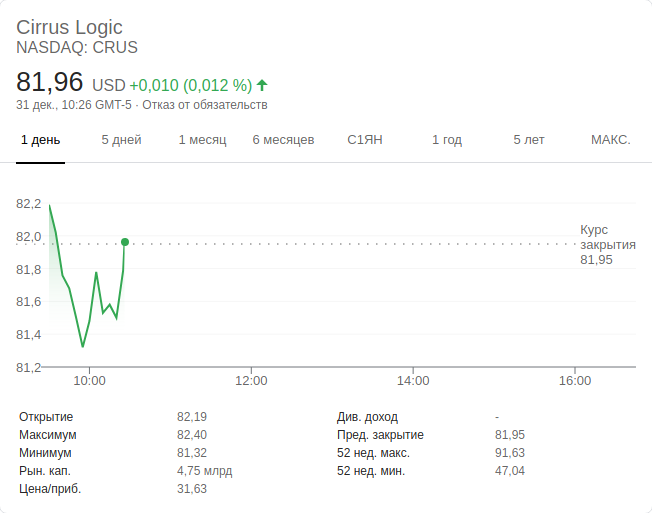 Cirrus Logic
NASDAQ: CRUS
81,96 USD +0,010 (0,012 %)
31 дек., 10:26 GMT-5 · Отказ от обязательств
1 день 5 дней 1 месяц 6 месяцев С1ЯН 1 год 5 лет МАКС.
82,2
82,0
81,8
81,6
81,4
81,2
Курс
закрытия
81,95
10:00 12:00 14:00 16:00
Открытие 82,19 Див. доход -
Максимум 82,40 Пред. закрытие 81,95
Минимум 81,32 52 нед. макс. 91,63
Рын. кап. 4,75 млрд 52 нед. мин. 47,04
Цена/приб. 31,63